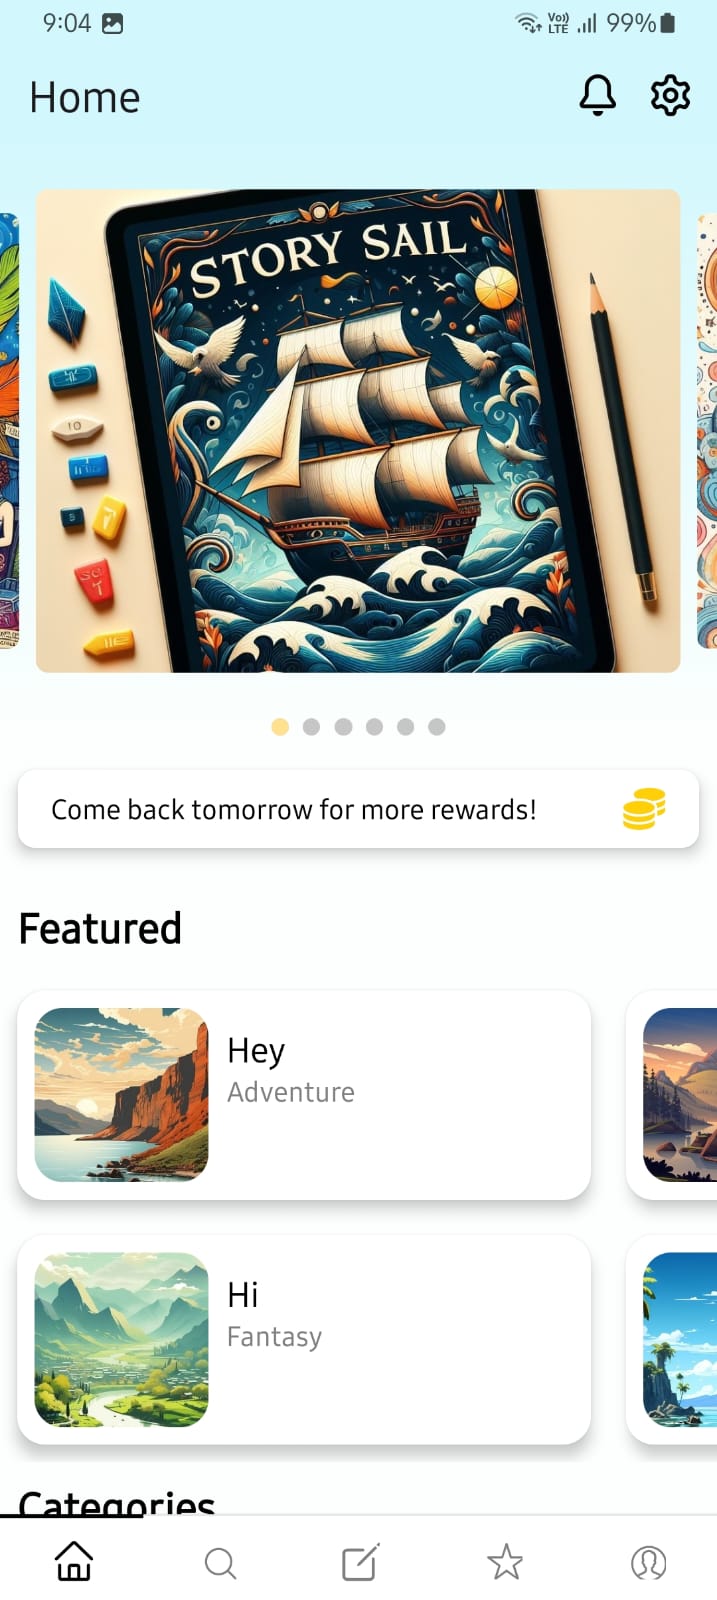 9:04
Vo))
LTE
99%
Home
STORY SAIL
Come back tomorrow for more rewards!
Featured
Hey
Adventure
Hi
Fantasy
Categories